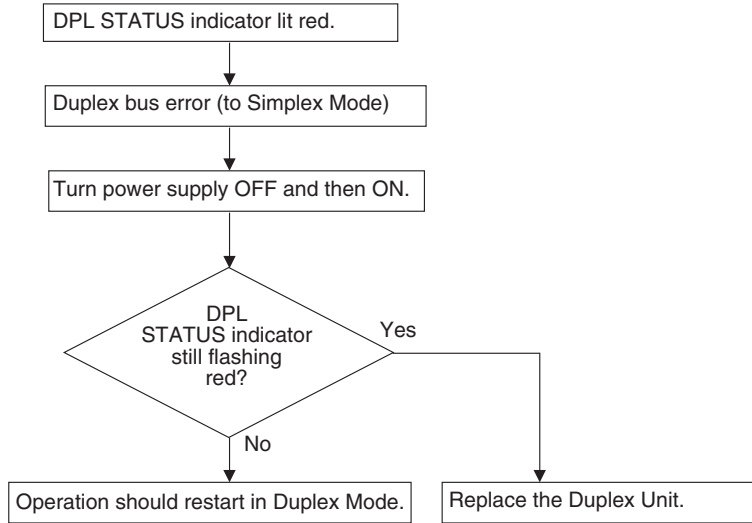 DPL STATUS indicator lit red.
Duplex bus error (to Simplex Mode)
Turn power supply OFF and then ON.
DPL
STATUS indicator
still flashing
red?
Yes
No
Operation should restart in Duplex Mode.
Replace the Duplex Unit.